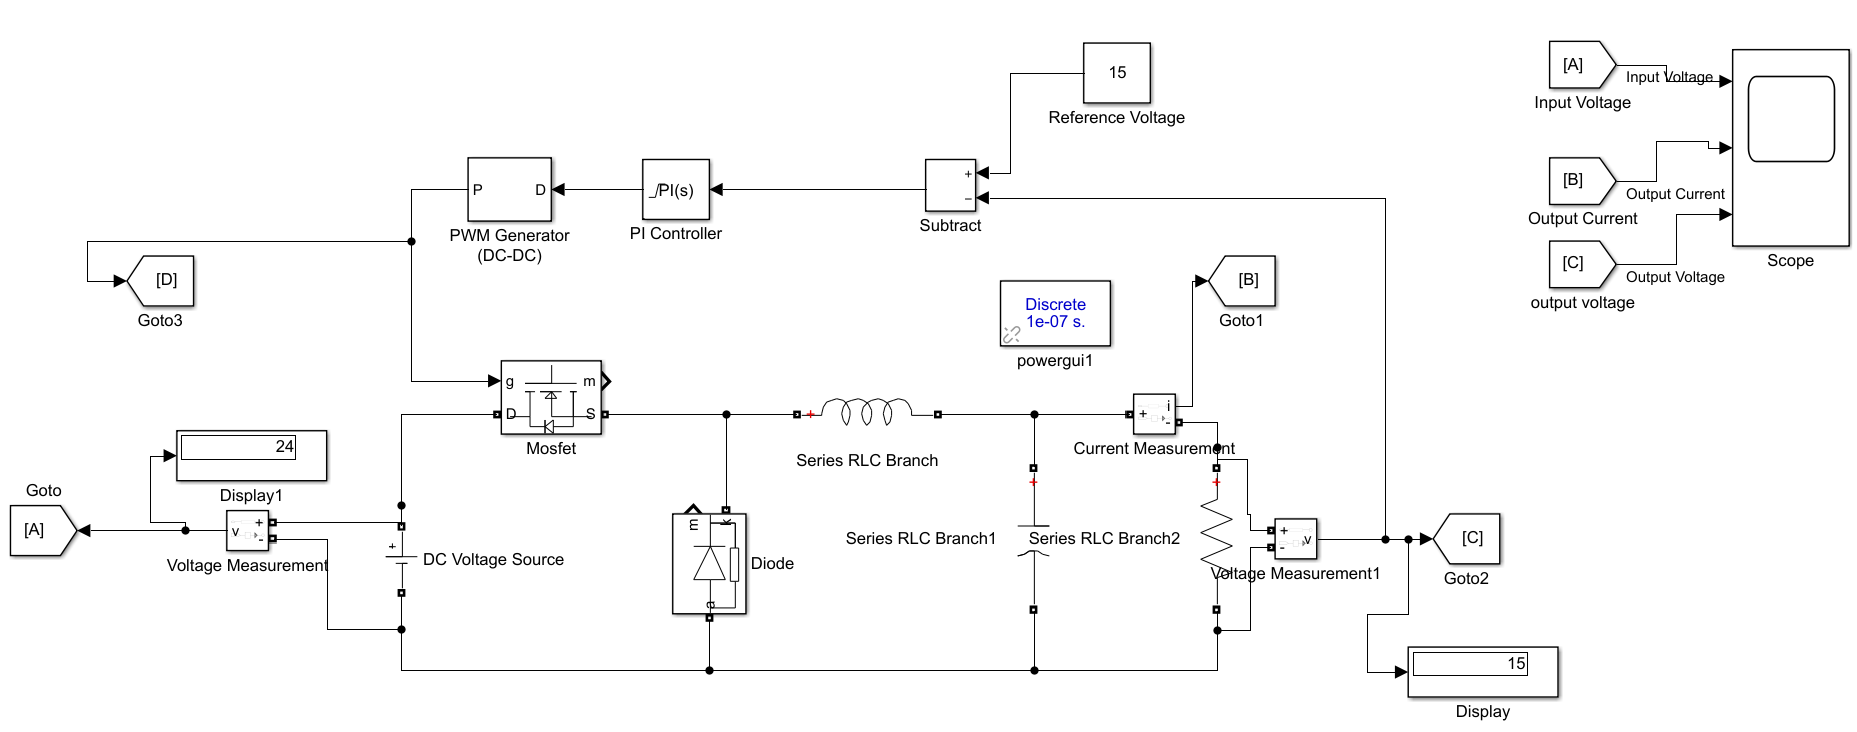 15
Reference Voltage
[A]
Input Voltage
Input Voltage
[B]
Output Current
Output Current
[C]
Output Voltage
output voltage
Scope
P
D
PWM Generator
(DC-DC)
PI(s)
PI Controller
+
−
Subtract
[D]
Goto3
Discrete
1e-07 s.
powergui1
[B]
Goto1
g
m
D
S
Mosfet
+
Series RLC Branch
i
+
-
Current Measurement
24
Display1
Goto
[A]
v
+
-
Voltage Measurement
+
DC Voltage Source
m
k
a
Diode
+
Series RLC Branch1
+
Series RLC Branch2
+
-
v
Voltage Measurement1
[C]
Goto2
15
Display